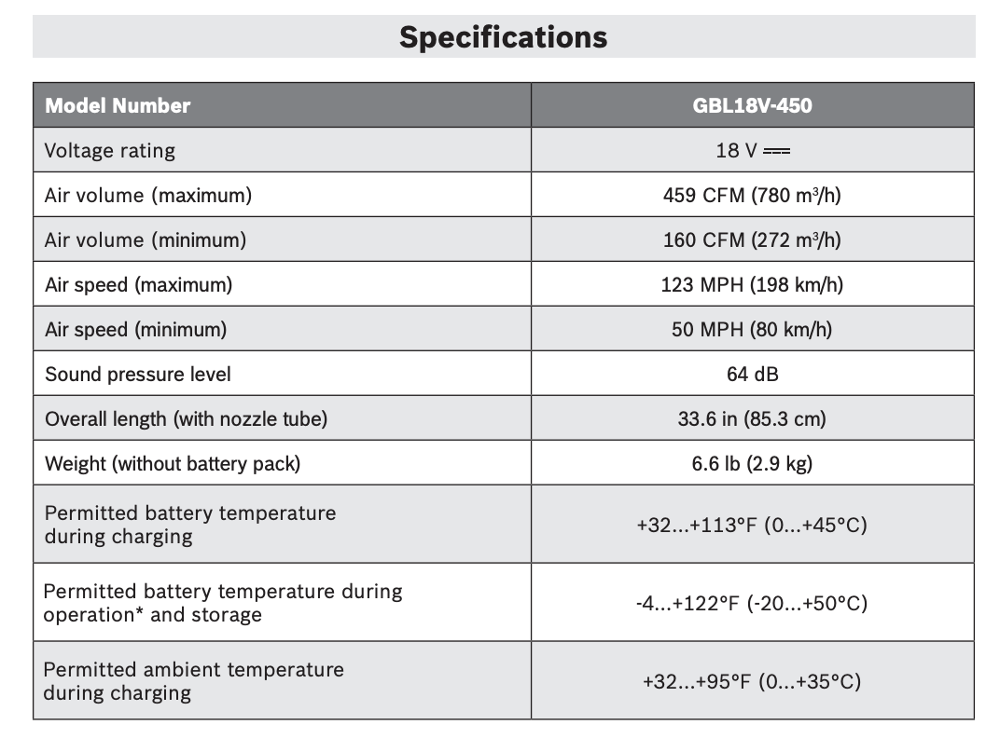 Specifications
Model Number GBL18V-450
Voltage rating 18 V ⎓
Air volume (maximum) 459 CFM (780 m³/h)
Air volume (minimum) 160 CFM (272 m³/h)
Air speed (maximum) 123 MPH (198 km/h)
Air speed (minimum) 50 MPH (80 km/h)
Sound pressure level 64 dB
Overall length (with nozzle tube) 33.6 in (85.3 cm)
Weight (without battery pack) 6.6 lb (2.9 kg)
Permitted battery temperature
during charging
+32...+113°F (0...+45°C)
Permitted battery temperature during
operation* and storage
-4...+122°F (-20...+50°C)
Permitted ambient temperature
during charging
+32...+95°F (0...+35°C)